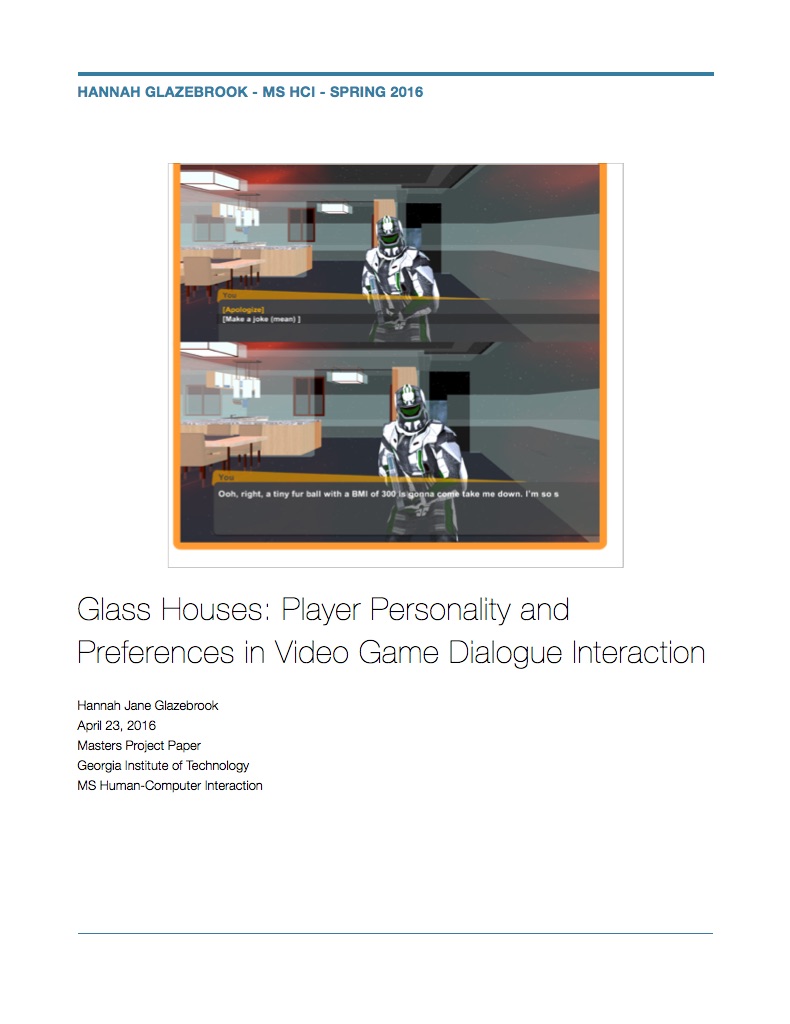 HANNAH GLAZEBROOK - MS HCI - SPRING 2016
You
[Apologize]
[Make a joke (mean) ]
You
Ooh, right, a tiny fur ball with a BMI of 300 is gonna come take me down. I'm so s
Glass Houses: Player Personality and
Preferences in Video Game Dialogue Interaction
Hannah Jane Glazebrook
April 23, 2016
Masters Project Paper
Georgia Institute of Technology
MS Human-Computer Interaction